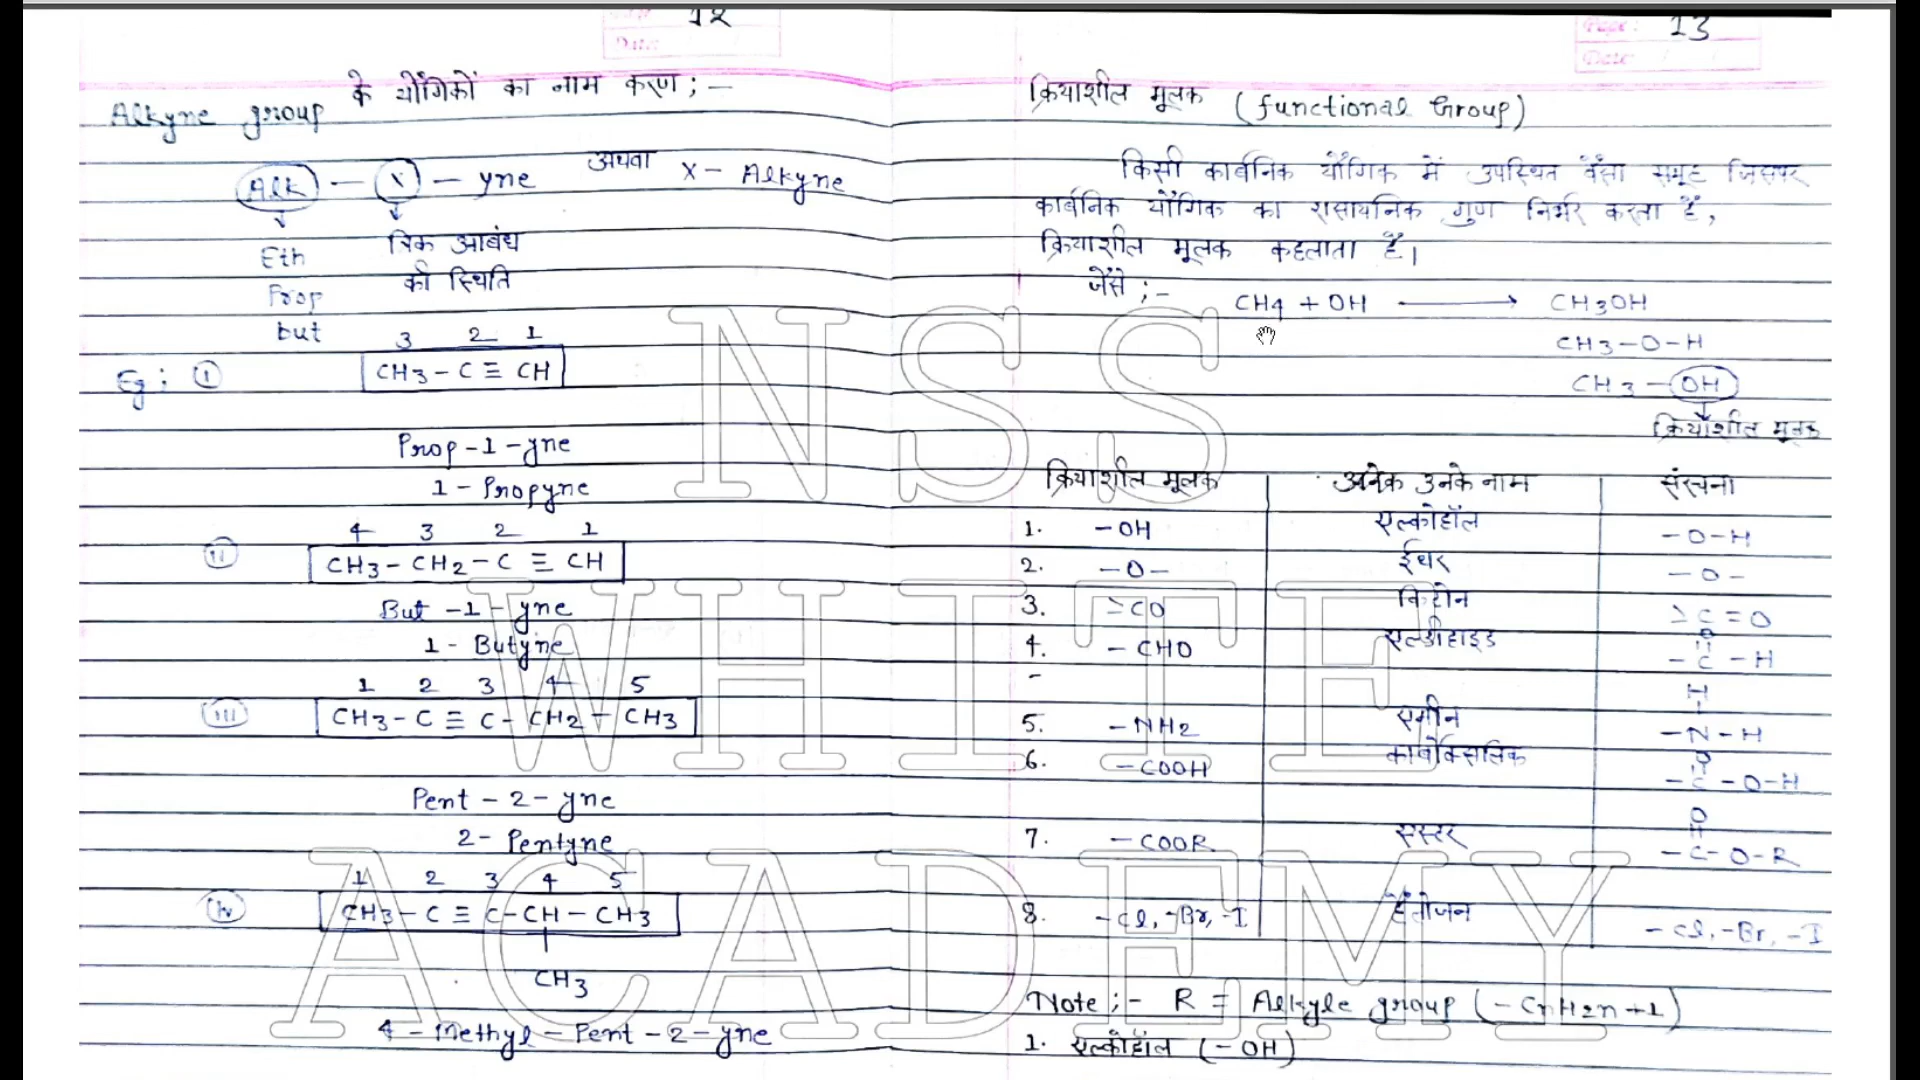 12
Date:
Alkyne group के यौगिकों का नाम करण ; –
Alk – X – yne अथवा X – Alkyne
Eth त्रिक आबंध
Prop की स्थिति
but
3 2 1
Eg : (i) CH3 – C ≡ CH
Prop -1- yne
1 - Propyne
4 3 2 1
(ii) CH3 – CH2 – C ≡ CH
But -1- yne
1 - Butyne
1 2 3 4 5
(iii) CH3 – C ≡ C – CH2 – CH3
Pent - 2 - yne
2 - Pentyne
1 2 3 4 5
(iv) CH3 – C ≡ C – CH – CH3
CH3
4 - Methyl - Pent - 2 - yne
Page: 13
Date:
क्रियाशील मूलक (functional Group)
किसी कार्बनिक यौगिक में उपस्थित वैसा समूह जिसपर
कार्बनिक यौगिक का रासायनिक गुण निर्भर करता है,
क्रियाशील मूलक कहलाता है।
जैसे ; – CH4 + OH ⟶ CH3OH
CH3 – O – H
CH3 – OH
क्रियाशील मूलक
क्रियाशील मूलक अनेक उनके नाम संरचना
1. – OH एल्कोहॉल – O – H
2. – O – ईथर – O –
3. >CO किटोन >C = O
4. – CHO एल्डीहाइड O
– C – H
-
H
5. – NH2 एमीन – N – H
6. – COOH कार्बोक्सिलिक O
– C – O – H
O
7. – COOR एस्टर – C – O – R
8. – Cl, – Br, – I हैलोजन – Cl, – Br, – I
Note ; – R = Alkyle group (– CnH2n+1)
1. एल्कोहॉल (– OH)
NSS
WHITE
ACADEMY